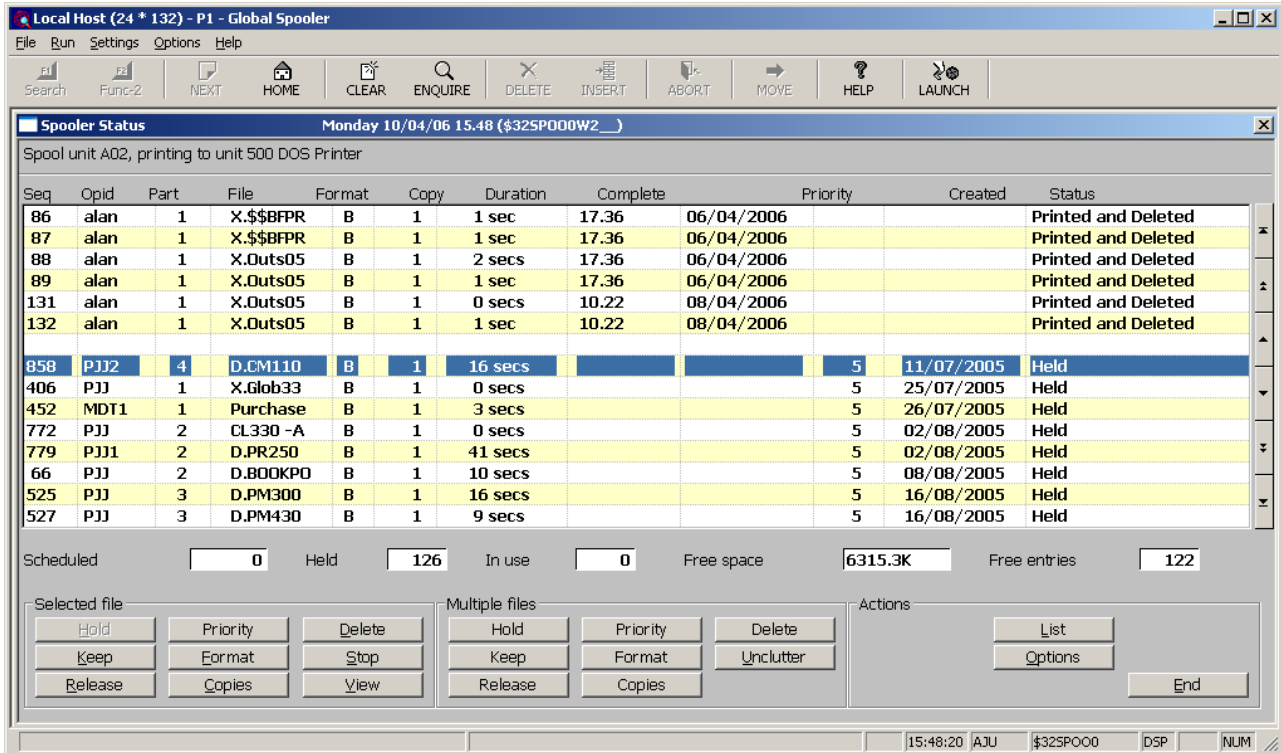 Local Host (24 * 132) - P1 - Global Spooler
File Run Settings Options Help
F1 F2
Search Func-2 NEXT HOME CLEAR ENQUIRE DELETE INSERT ABORT MOVE HELP LAUNCH
Spooler Status Monday 10/04/06 15.48 ($32SPOO0W2__)
Spool unit A02, printing to unit 500 DOS Printer
Seq Opid Part File Format Copy Duration Complete Priority Created Status
86 alan 1 X.$$BFPR B 1 1 sec 17.36 06/04/2006 Printed and Deleted
87 alan 1 X.$$BFPR B 1 1 sec 17.36 06/04/2006 Printed and Deleted
88 alan 1 X.Outs05 B 1 2 secs 17.36 06/04/2006 Printed and Deleted
89 alan 1 X.Outs05 B 1 1 sec 17.36 06/04/2006 Printed and Deleted
131 alan 1 X.Outs05 B 1 0 secs 10.22 08/04/2006 Printed and Deleted
132 alan 1 X.Outs05 B 1 1 sec 10.22 08/04/2006 Printed and Deleted
858 PJJ2 4 D.CM110 B 1 16 secs 5 11/07/2005 Held
406 PJJ 1 X.Glob33 B 1 0 secs 5 25/07/2005 Held
452 MDT1 1 Purchase B 1 3 secs 5 26/07/2005 Held
772 PJJ 2 CL330 -A B 1 0 secs 5 02/08/2005 Held
779 PJJ1 2 D.PR250 B 1 41 secs 5 02/08/2005 Held
66 PJJ 2 D.BOOKPO B 1 10 secs 5 08/08/2005 Held
525 PJJ 3 D.PM300 B 1 16 secs 5 16/08/2005 Held
527 PJJ 3 D.PM430 B 1 9 secs 5 16/08/2005 Held
Scheduled 0 Held 126 In use 0 Free space 6315.3K Free entries 122
Selected file Multiple files Actions
Hold Priority Delete Hold Priority Delete List
Keep Format Stop Keep Format Unclutter Options
Release Copies View Release Copies End
15:48:20 AJU $32SPOO0 DSP NUM